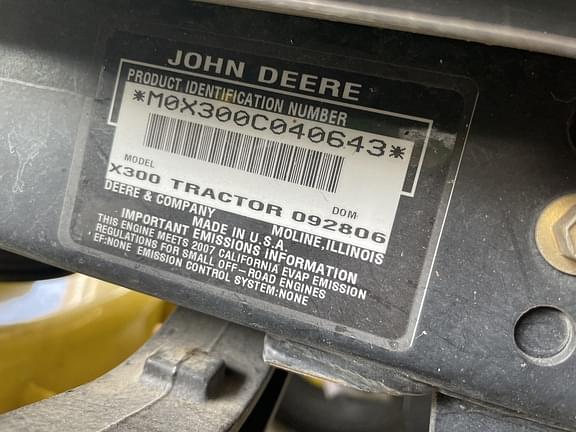 JOHN DEERE
PRODUCT IDENTIFICATION NUMBER
*M0X300C040643*
MODEL
DOM
X300 TRACTOR 092806
DEERE & COMPANY MOLINE, ILLINOIS
MADE IN U.S.A.
IMPORTANT EMISSIONS INFORMATION
THIS ENGINE MEETS 2007 CALIFORNIA EVAP EMISSION
REGULATIONS FOR SMALL OFF-ROAD ENGINES
EF:NONE EMISSION CONTROL SYSTEM:NONE